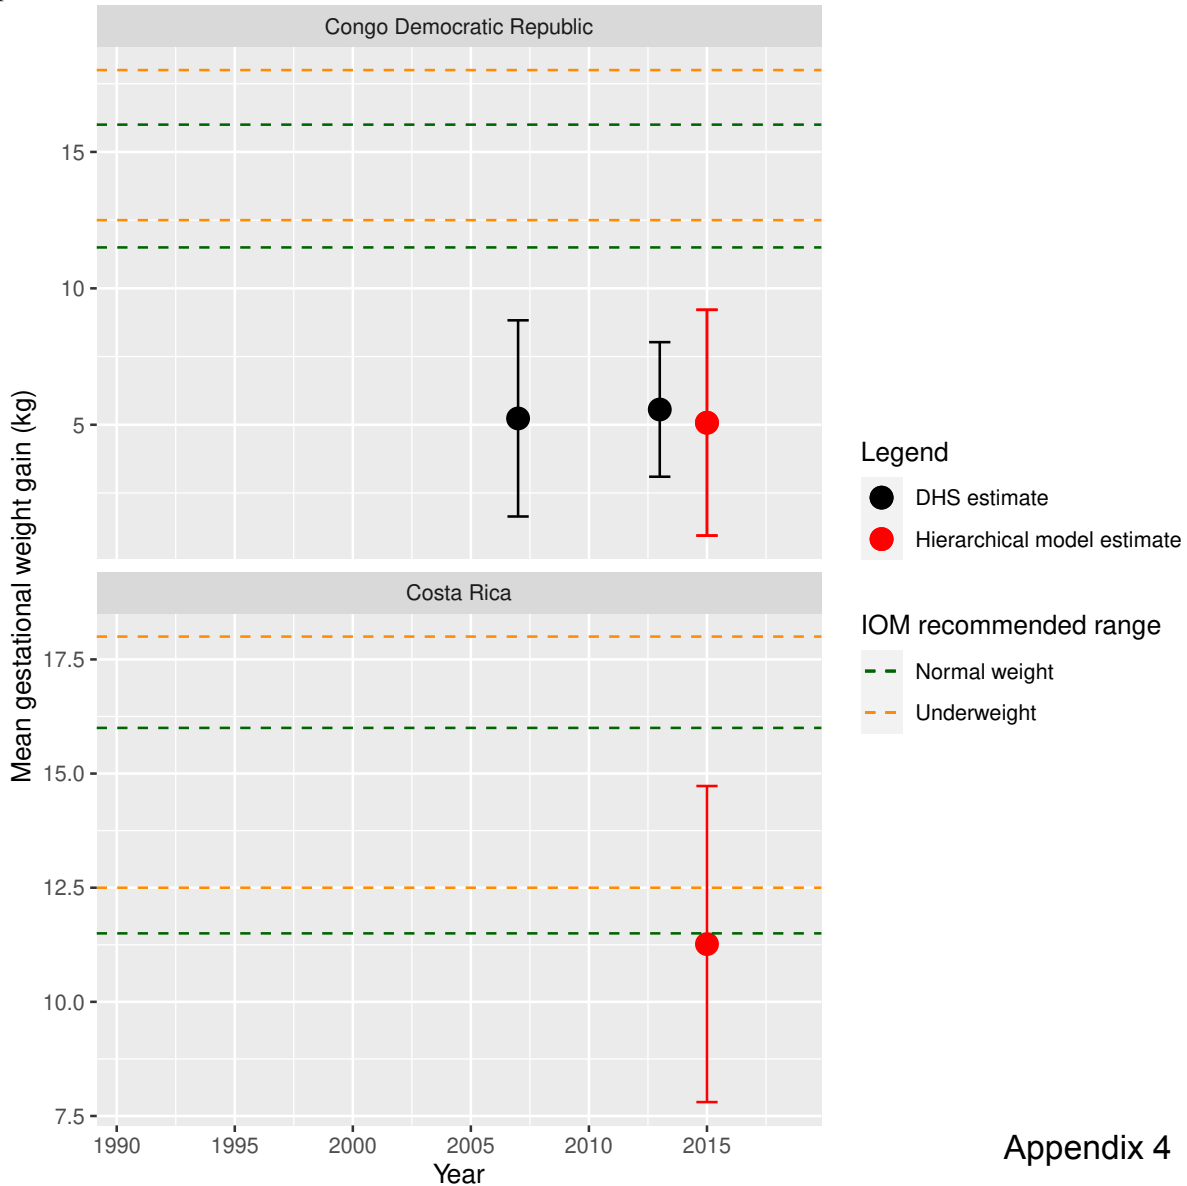 Congo Democratic Republic
15
10
5
Mean gestational weight gain (kg)
Costa Rica
17.5
15.0
12.5
10.0
7.5
1990 1995 2000 2005 2010 2015
Year
Legend
DHS estimate
Hierarchical model estimate
IOM recommended range
Normal weight
Underweight
Appendix 4